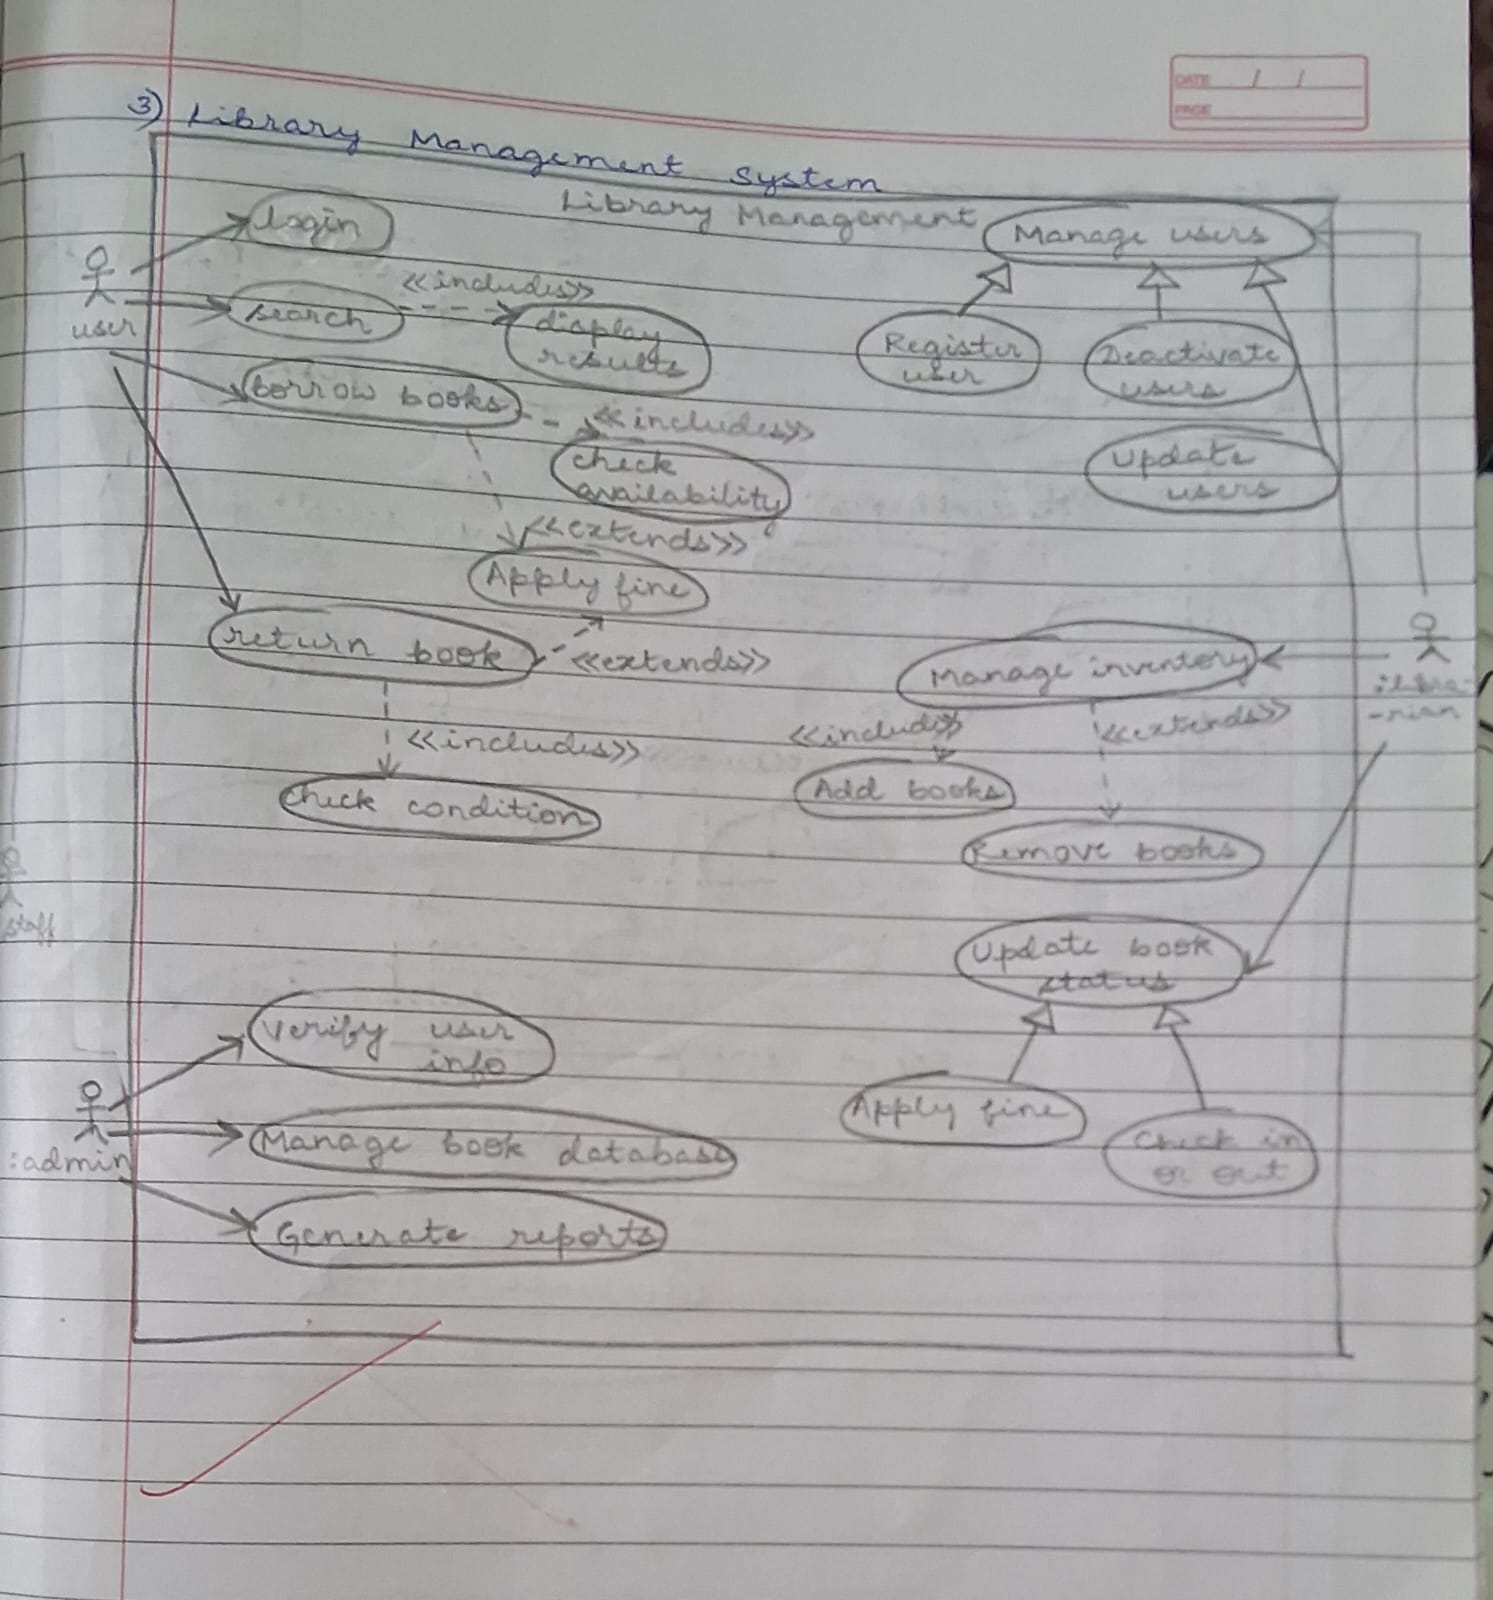 DATE / /
PAGE
3) Library Management System
Library Management
login
Manage users
<<includes>>
user
search
display
results
Register
user
Deactivate
users
borrow books
<<includes>>
check
availability
Update
users
<<extends>>
Apply fine
return book
<<extends>>
Manage inventory
:libra-
-rian
<<includes>>
<<includes>>
<<extends>>
check condition
Add books
Remove books
staff
Update book
status
Verify user
info
Apply fine
:admin
Manage book database
Check in
or out
Generate reports